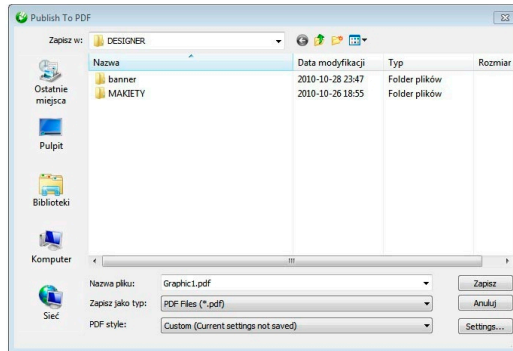 Publish To PDF
Zapisz w: DESIGNER
Nazwa Data modyfikacji Typ Rozmiar
banner 2010-10-28 23:47 Folder plików
MAKIETY 2010-10-26 18:55 Folder plików
Ostatnie
miejsca
Pulpit
Biblioteki
Komputer
Sieć
Nazwa pliku: Graphic1.pdf Zapisz
Zapisz jako typ: PDF Files (*.pdf) Anuluj
PDF style: Custom (Current settings not saved) Settings...